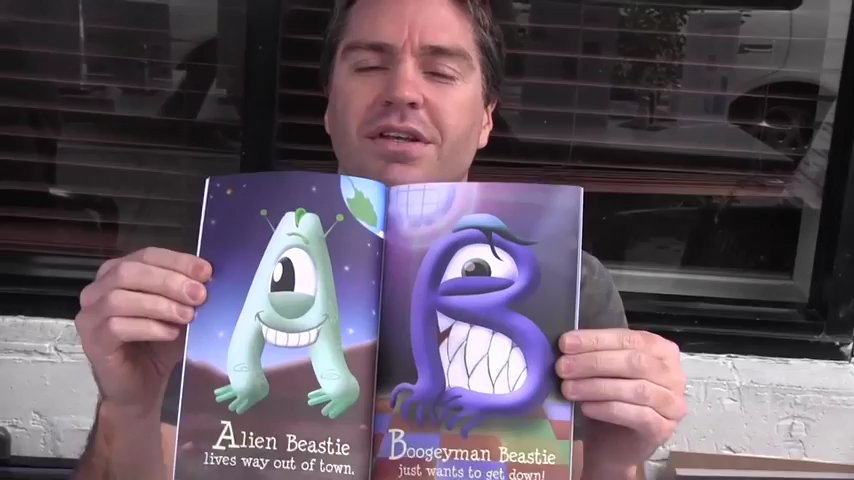 Alien Beastie
lives way out of town.
Boogeyman Beastie
just wants to get down!